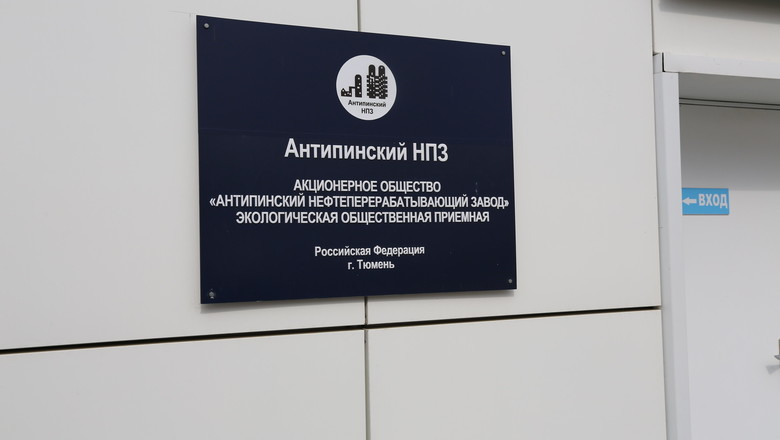 Антипинский
НПЗ
Антипинский НПЗ
АКЦИОНЕРНОЕ ОБЩЕСТВО
«АНТИПИНСКИЙ НЕФТЕПЕРЕРАБАТЫВАЮЩИЙ ЗАВОД»
ЭКОЛОГИЧЕСКАЯ ОБЩЕСТВЕННАЯ ПРИЕМНАЯ
Российская Федерация
г. Тюмень
ВХОД